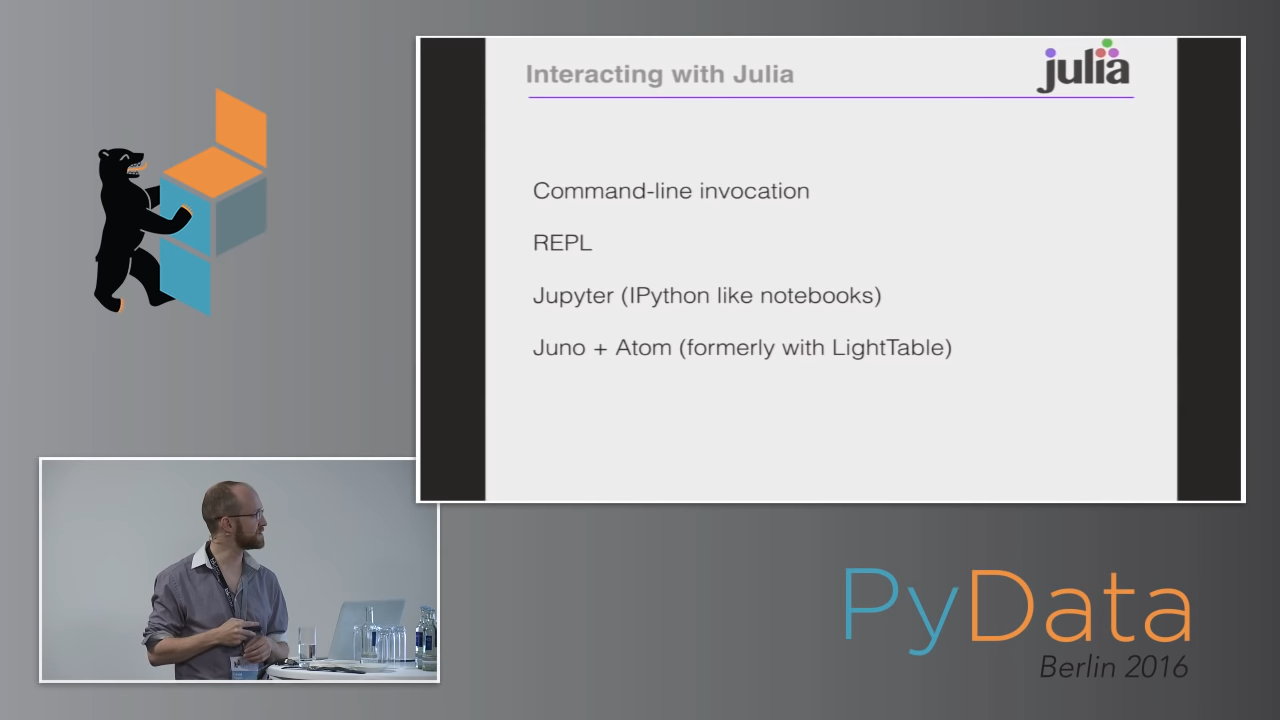 Interacting with Julia
julia
Command-line invocation
REPL
Jupyter (IPython like notebooks)
Juno + Atom (formerly with LightTable)
PyData
Berlin 2016